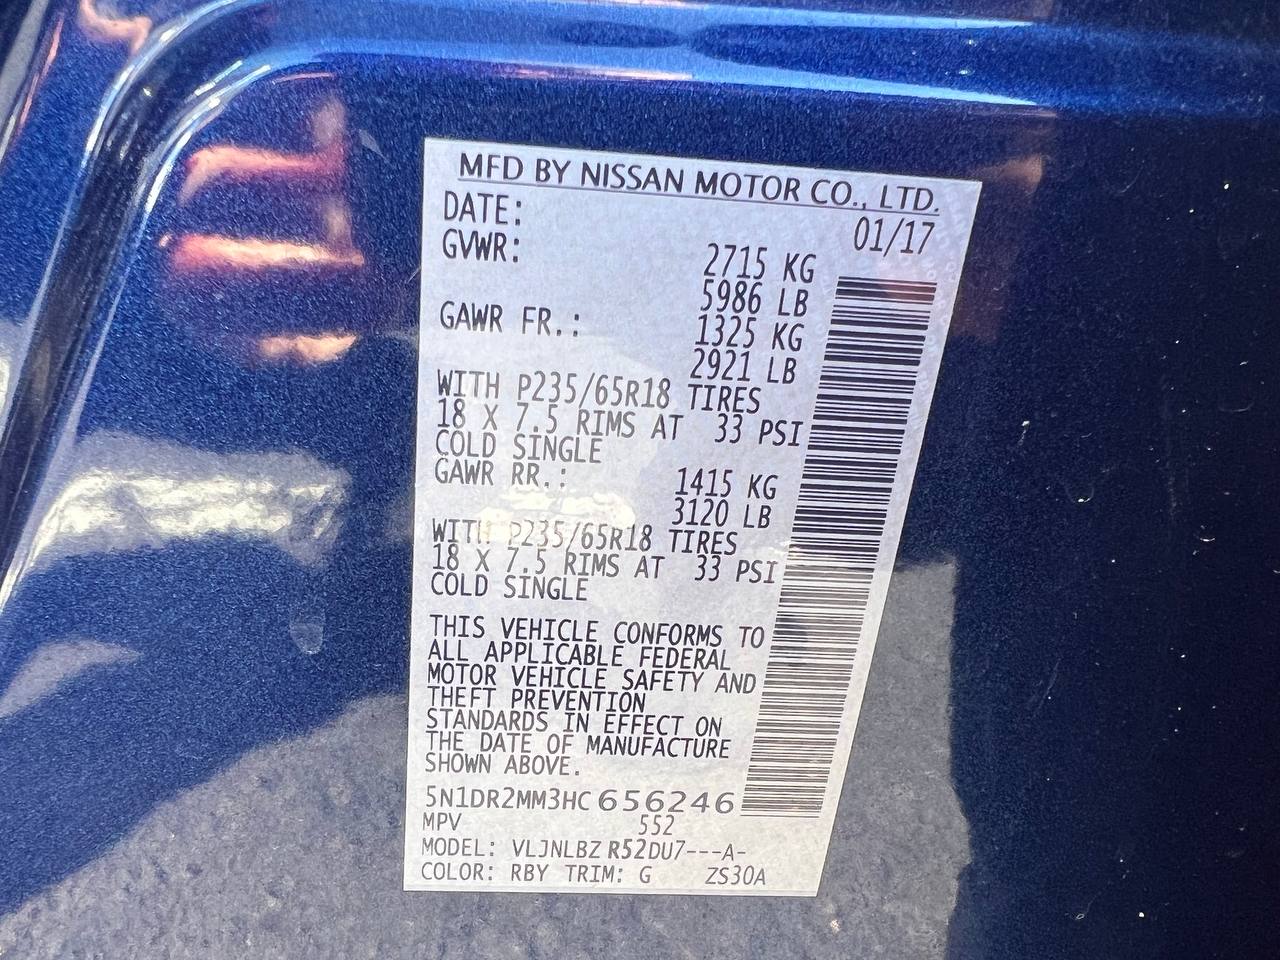 MFD BY NISSAN MOTOR CO., LTD.
DATE: 01/17
GVWR: 2715 KG
5986 LB
GAWR FR.: 1325 KG
2921 LB
WITH P235/65R18 TIRES
18 X 7.5 RIMS AT 33 PSI
COLD SINGLE
GAWR RR.: 1415 KG
3120 LB
WITH P235/65R18 TIRES
18 X 7.5 RIMS AT 33 PSI
COLD SINGLE
THIS VEHICLE CONFORMS TO
ALL APPLICABLE FEDERAL
MOTOR VEHICLE SAFETY AND
THEFT PREVENTION
STANDARDS IN EFFECT ON
THE DATE OF MANUFACTURE
SHOWN ABOVE.
5N1DR2MM3HC656246
MPV 552
MODEL: VLJNLBZ R52DU7---A-
COLOR: RBY TRIM: G ZS30A